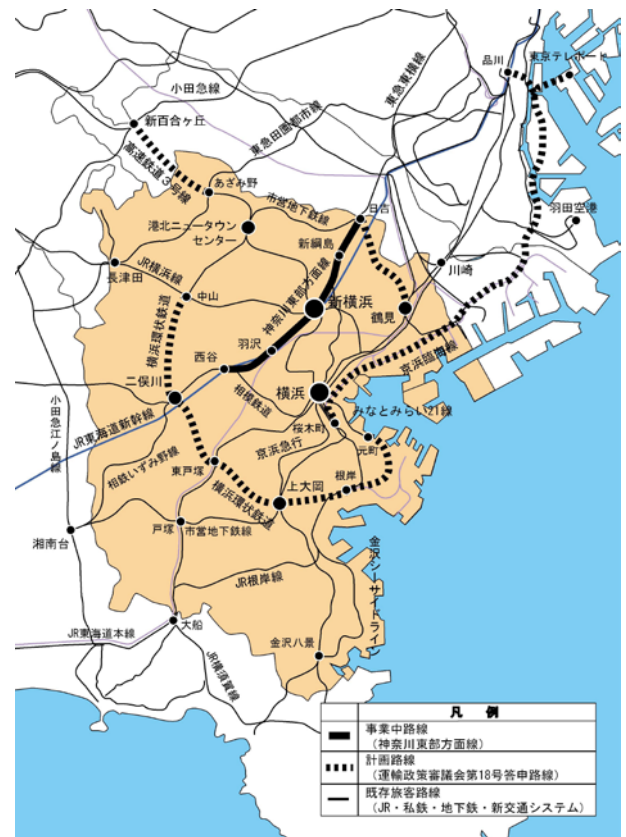 品川
東京テレポート
小田急線
東急東横線
新百合ヶ丘
東急田園都市線
高速鉄道3号線
あざみ野
市営地下鉄線
日吉
羽田空港
港北ニュータウン
センター
新綱島
川崎
長津田
JR横浜線
中山
神奈川東部方面線
新横浜
鶴見
横浜環状鉄道
羽沢
京浜臨海線
西谷
二俣川
横浜
相模鉄道
みなとみらい21線
小田急江ノ島線
JR東海道新幹線
桜木町
京浜急行
元町
相鉄いずみ野線
東戸塚
根岸
上大岡
横浜環状鉄道
戸塚
市営地下鉄線
湘南台
金沢シーサイドライン
JR根岸線
大船
JR東海道本線
金沢八景
JR横須賀線
凡 例
事業中路線
(神奈川東部方面線)
計画路線
(運輸政策審議会第18号答申路線)
既存旅客路線
(JR・私鉄・地下鉄・新交通システム)